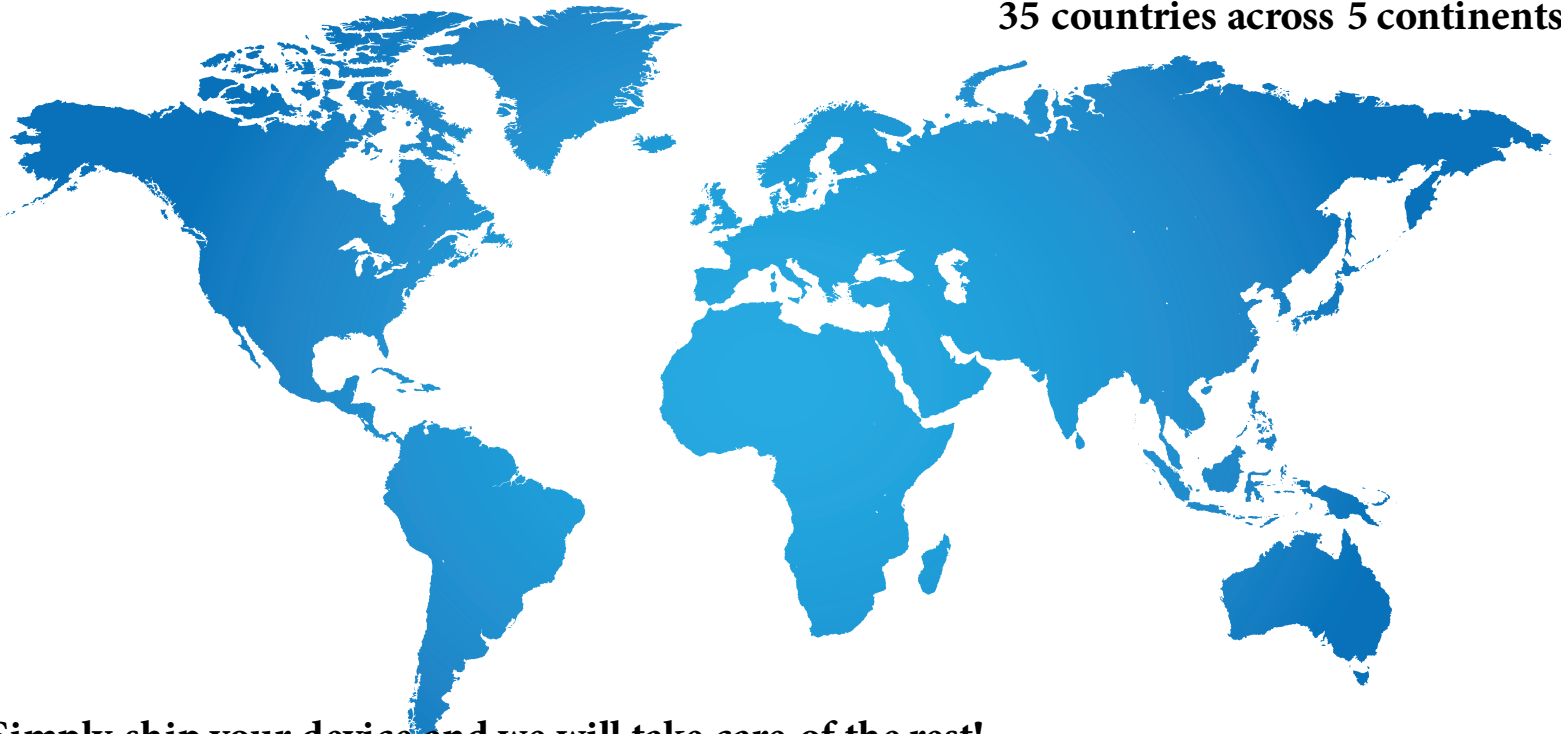 35 countries across 5 continents
Simply ship your device and we will take care of the rest!